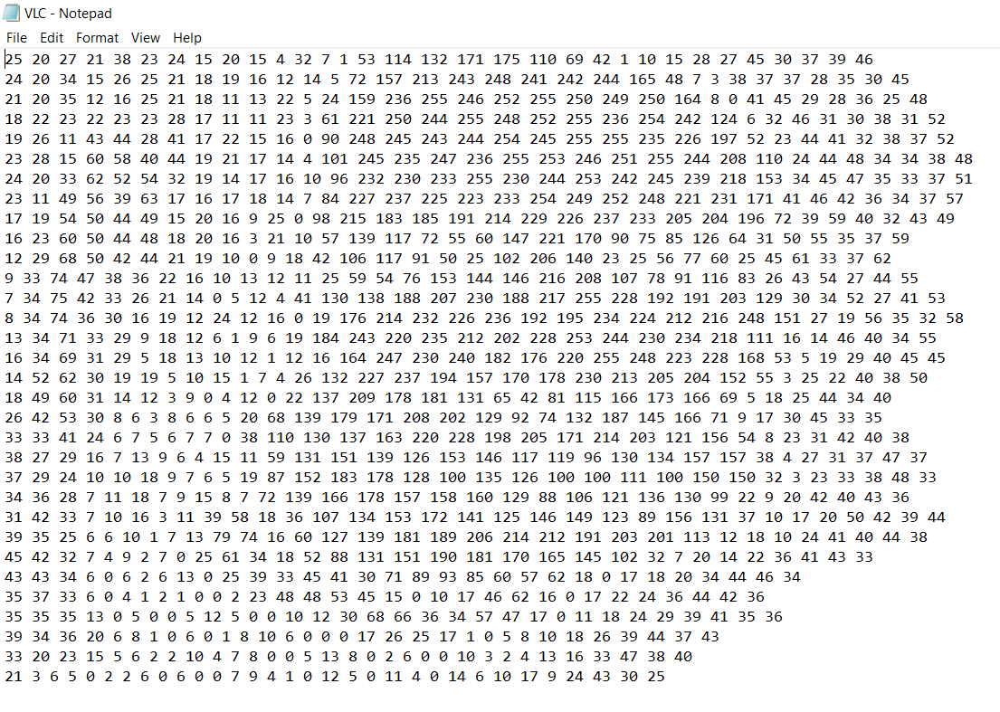 VLC - Notepad
File Edit Format View Help
25 20 27 21 38 23 24 15 20 15 4 32 7 1 53 114 132 171 175 110 69 42 1 10 15 28 27 45 30 37 39 46
24 20 34 15 26 25 21 18 19 16 12 14 5 72 157 213 243 248 241 242 244 165 48 7 3 38 37 37 28 35 30 45
21 20 35 12 16 25 21 18 11 13 22 5 24 159 236 255 246 252 255 250 249 250 164 8 0 41 45 29 28 36 25 48
18 22 23 22 23 23 28 17 11 11 23 3 61 221 250 244 255 248 252 255 236 254 242 124 6 32 46 31 30 38 31 52
19 26 11 43 44 28 41 17 22 15 16 0 90 248 245 243 244 254 245 255 255 235 226 197 52 23 44 41 32 38 37 52
23 28 15 60 58 40 44 19 21 17 14 4 101 245 235 247 236 255 253 246 251 255 244 208 110 24 44 48 34 34 38 48
24 20 33 62 52 54 32 19 14 17 16 10 96 232 230 233 255 230 244 253 242 245 239 218 153 34 45 47 35 33 37 51
23 11 49 56 39 63 17 16 17 18 14 7 84 227 237 225 223 233 254 249 252 248 221 231 171 41 46 42 36 34 37 57
17 19 54 50 44 49 15 20 16 9 25 0 98 215 183 185 191 214 229 226 237 233 205 204 196 72 39 59 40 32 43 49
16 23 60 50 44 48 18 20 16 3 21 10 57 139 117 72 55 60 147 221 170 90 75 85 126 64 31 50 55 35 37 59
12 29 68 50 42 44 21 19 10 0 9 18 42 106 117 91 50 25 102 206 140 23 25 56 77 60 25 45 61 33 37 62
9 33 74 47 38 36 22 16 10 13 12 11 25 59 54 76 153 144 146 216 208 107 78 91 116 83 26 43 54 27 44 55
7 34 75 42 33 26 21 14 0 5 12 4 41 130 138 188 207 230 188 217 255 228 192 191 203 129 30 34 52 27 41 53
8 34 74 36 30 16 19 12 24 12 16 0 19 176 214 232 226 236 192 195 234 224 212 216 248 151 27 19 56 35 32 58
13 34 71 33 29 9 18 12 6 1 9 6 19 184 243 220 235 212 202 228 253 244 230 234 218 111 16 14 46 40 34 55
16 34 69 31 29 5 18 13 10 12 1 12 16 164 247 230 240 182 176 220 255 248 223 228 168 53 5 19 29 40 45 45
14 52 62 30 19 19 5 10 15 1 7 4 26 132 227 237 194 157 170 178 230 213 205 204 152 55 3 25 22 40 38 50
18 49 60 31 14 12 3 9 0 4 12 0 22 137 209 178 181 131 65 42 81 115 166 173 166 69 5 18 25 44 34 40
26 42 53 30 8 6 3 8 6 6 5 20 68 139 179 171 208 202 129 92 74 132 187 145 166 71 9 17 30 45 33 35
33 33 41 24 6 7 5 6 7 7 0 38 110 130 137 163 220 228 198 205 171 214 203 121 156 54 8 23 31 42 40 38
38 27 29 16 7 13 9 6 4 15 11 59 131 151 139 126 153 146 117 119 96 130 134 157 157 38 4 27 31 37 47 37
37 29 24 10 10 18 9 7 6 5 19 87 152 183 178 128 100 135 126 100 100 111 100 150 150 32 3 23 33 38 48 33
34 36 28 7 11 18 7 9 15 8 7 72 139 166 178 157 158 160 129 88 106 121 136 130 99 22 9 20 42 40 43 36
31 42 33 7 10 16 3 11 39 58 18 36 107 134 153 172 141 125 146 149 123 89 156 131 37 10 17 20 50 42 39 44
39 35 25 6 6 10 1 7 13 79 74 16 60 127 139 181 189 206 214 212 191 203 201 113 12 18 10 24 41 40 44 38
45 42 32 7 4 9 2 7 0 25 61 34 18 52 88 131 151 190 181 170 165 145 102 32 7 20 14 22 36 41 43 33
43 43 34 6 0 6 2 6 13 0 25 39 33 45 41 30 71 89 93 85 60 57 62 18 0 17 18 20 34 44 46 34
35 37 33 6 0 4 1 2 1 0 0 2 23 48 48 53 45 15 0 10 17 46 62 16 0 17 22 24 36 44 42 36
35 35 35 13 0 5 0 0 5 12 5 0 0 10 12 30 68 66 36 34 57 47 17 0 11 18 24 29 39 41 35 36
39 34 36 20 6 8 1 0 6 0 1 8 10 6 0 0 0 17 26 25 17 1 0 5 8 10 18 26 39 44 37 43
33 20 23 15 5 6 2 2 10 4 7 8 0 0 5 13 8 0 2 6 0 0 10 3 2 4 13 16 33 47 38 40
21 3 6 5 0 2 2 6 0 6 0 0 7 9 4 1 0 12 5 0 11 4 0 14 6 10 17 9 24 43 30 25